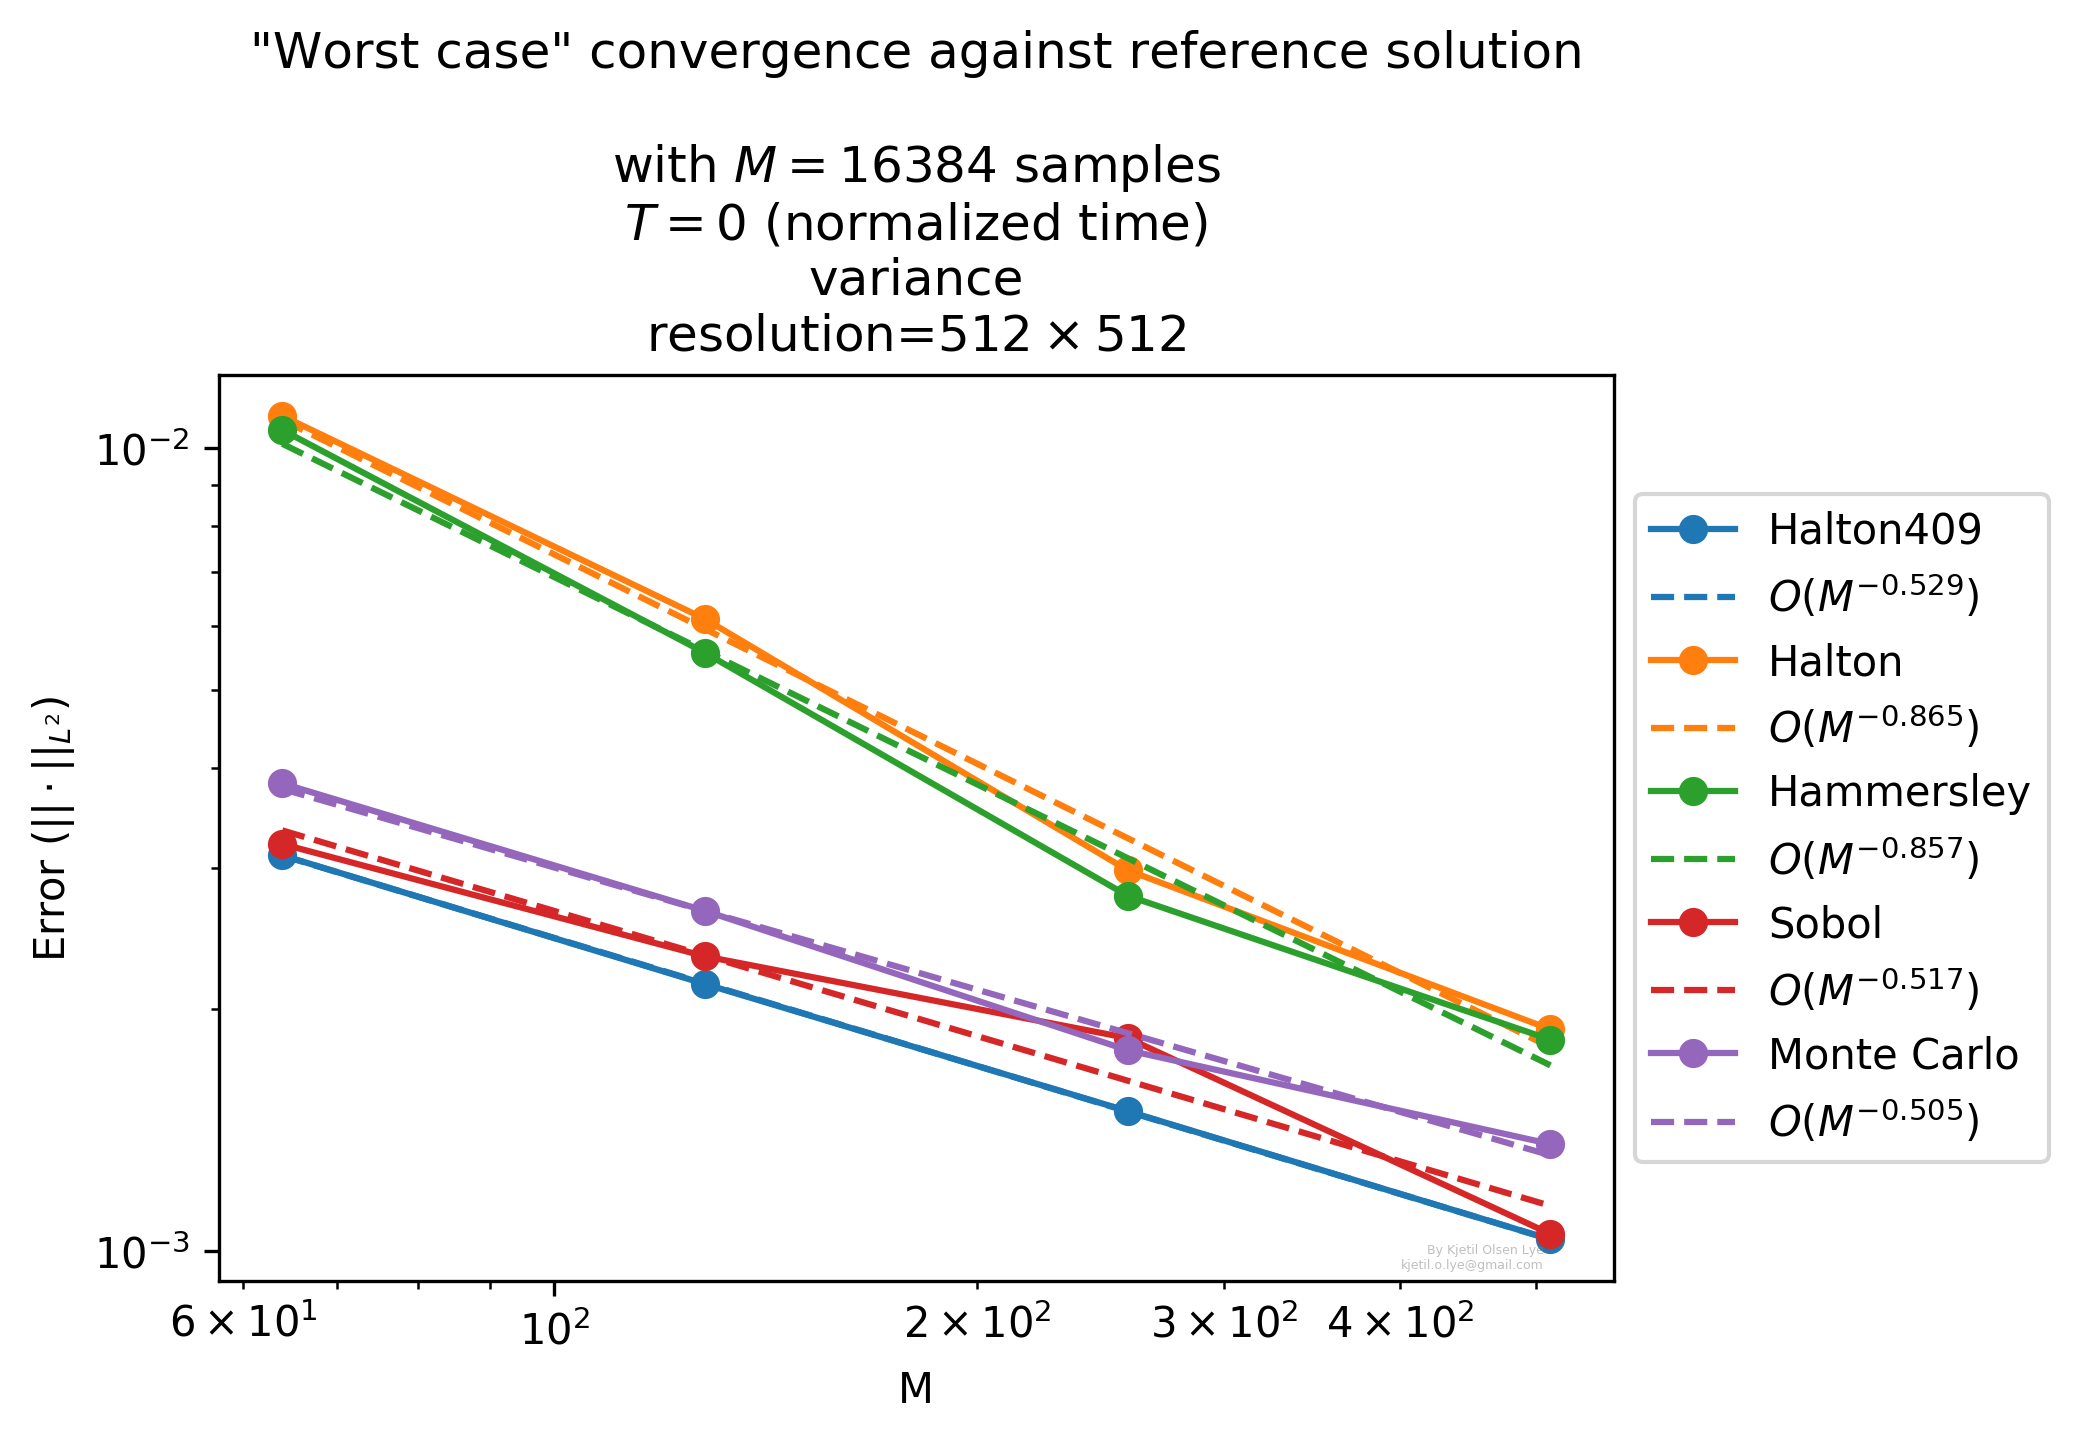 "Worst case" convergence against reference solution
with M = 16384 samples
T = 0 (normalized time)
variance
resolution=512 × 512
Error (|| · ||_{L^2})
10^{-2}
10^{-3}
6 × 10^1
10^2
2 × 10^2
3 × 10^2
4 × 10^2
M
Halton409
O(M^{-0.529})
Halton
O(M^{-0.865})
Hammersley
O(M^{-0.857})
Sobol
O(M^{-0.517})
Monte Carlo
O(M^{-0.505})
By Kjetil Olsen Lye
kjetil.o.lye@gmail.com